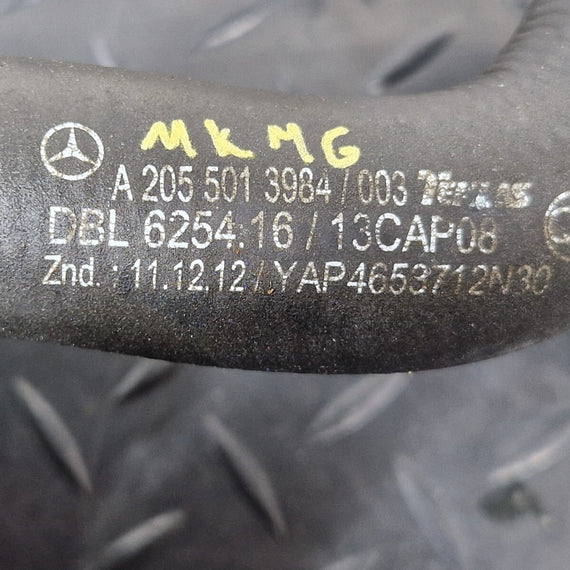 MKMG
A 205 501 3984 / 003
DBL 6254.16 / 13CAP08
Znd. : 11.12.12 / YAP4653712N30